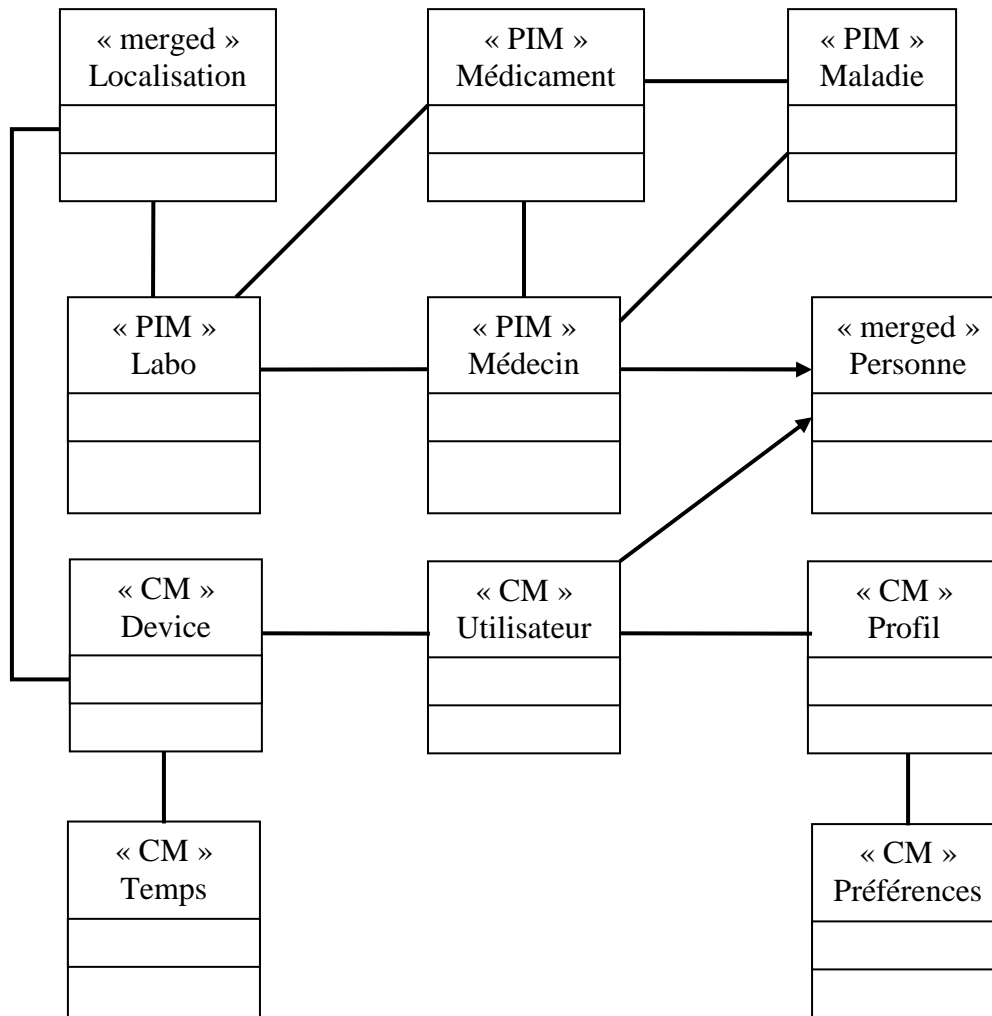 « merged »
Localisation
« PIM »
Médicament
« PIM »
Maladie
« PIM »
Labo
« PIM »
Médecin
« merged »
Personne
« CM »
Device
« CM »
Utilisateur
« CM »
Profil
« CM »
Temps
« CM »
Préférences